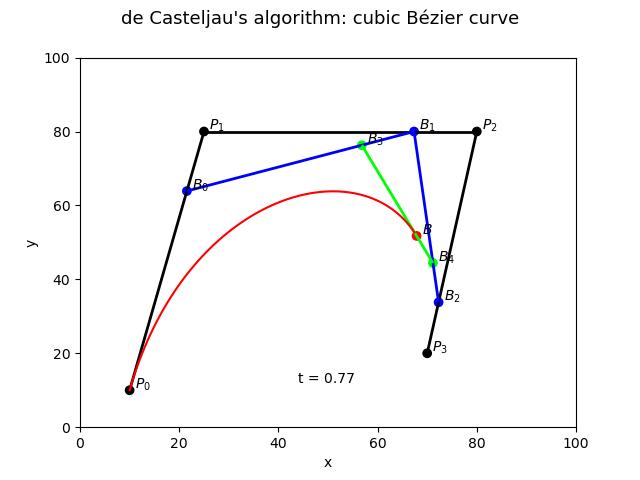 de Casteljau's algorithm: cubic Bézier curve
100
80
60
40
20
0
y
P₁
P₂
B₁
B₃
B₀
B
B₄
B₂
P₃
P₀
t = 0.77
0 20 40 60 80 100
x